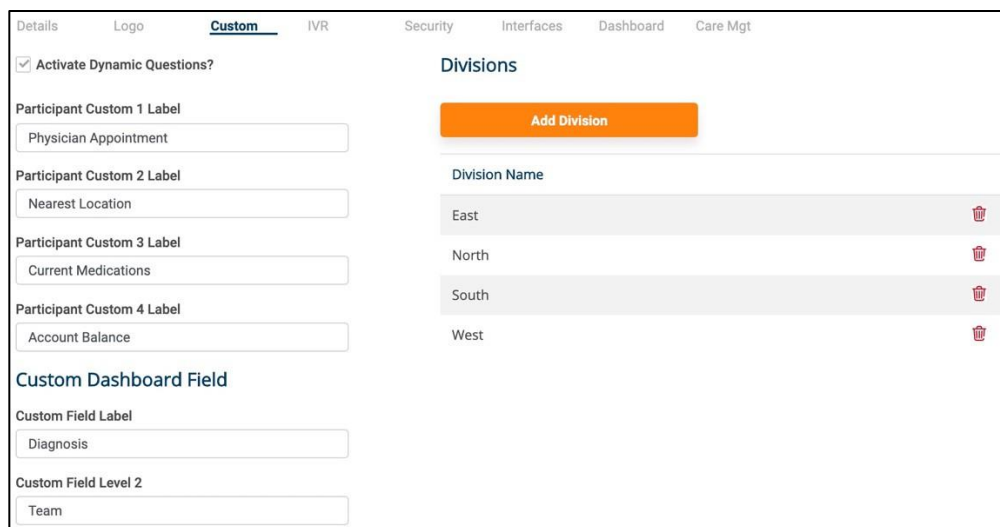 Details Logo Custom IVR Security Interfaces Dashboard Care Mgt
Activate Dynamic Questions?
Participant Custom 1 Label
Physician Appointment
Participant Custom 2 Label
Nearest Location
Participant Custom 3 Label
Current Medications
Participant Custom 4 Label
Account Balance
Custom Dashboard Field
Custom Field Label
Diagnosis
Custom Field Level 2
Team
Divisions
Add Division
Division Name
East
North
South
West